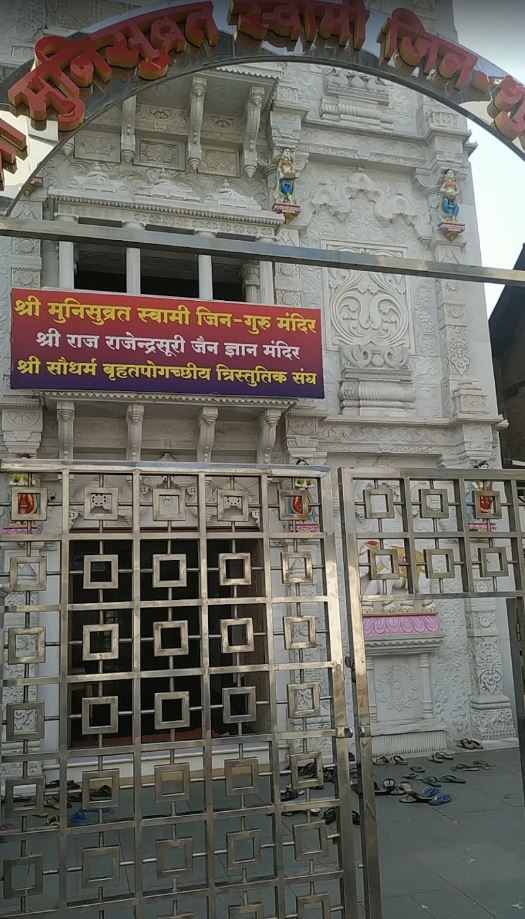 मुनिसुव्रत स्वामी जिन-
श्री मुनिसुव्रत स्वामी जिन-गुरु मंदिर
श्री राज राजेन्द्रसूरी जैन ज्ञान मंदिर
श्री सौधर्म बृहतपोगच्छीय त्रिस्तुतिक संघ